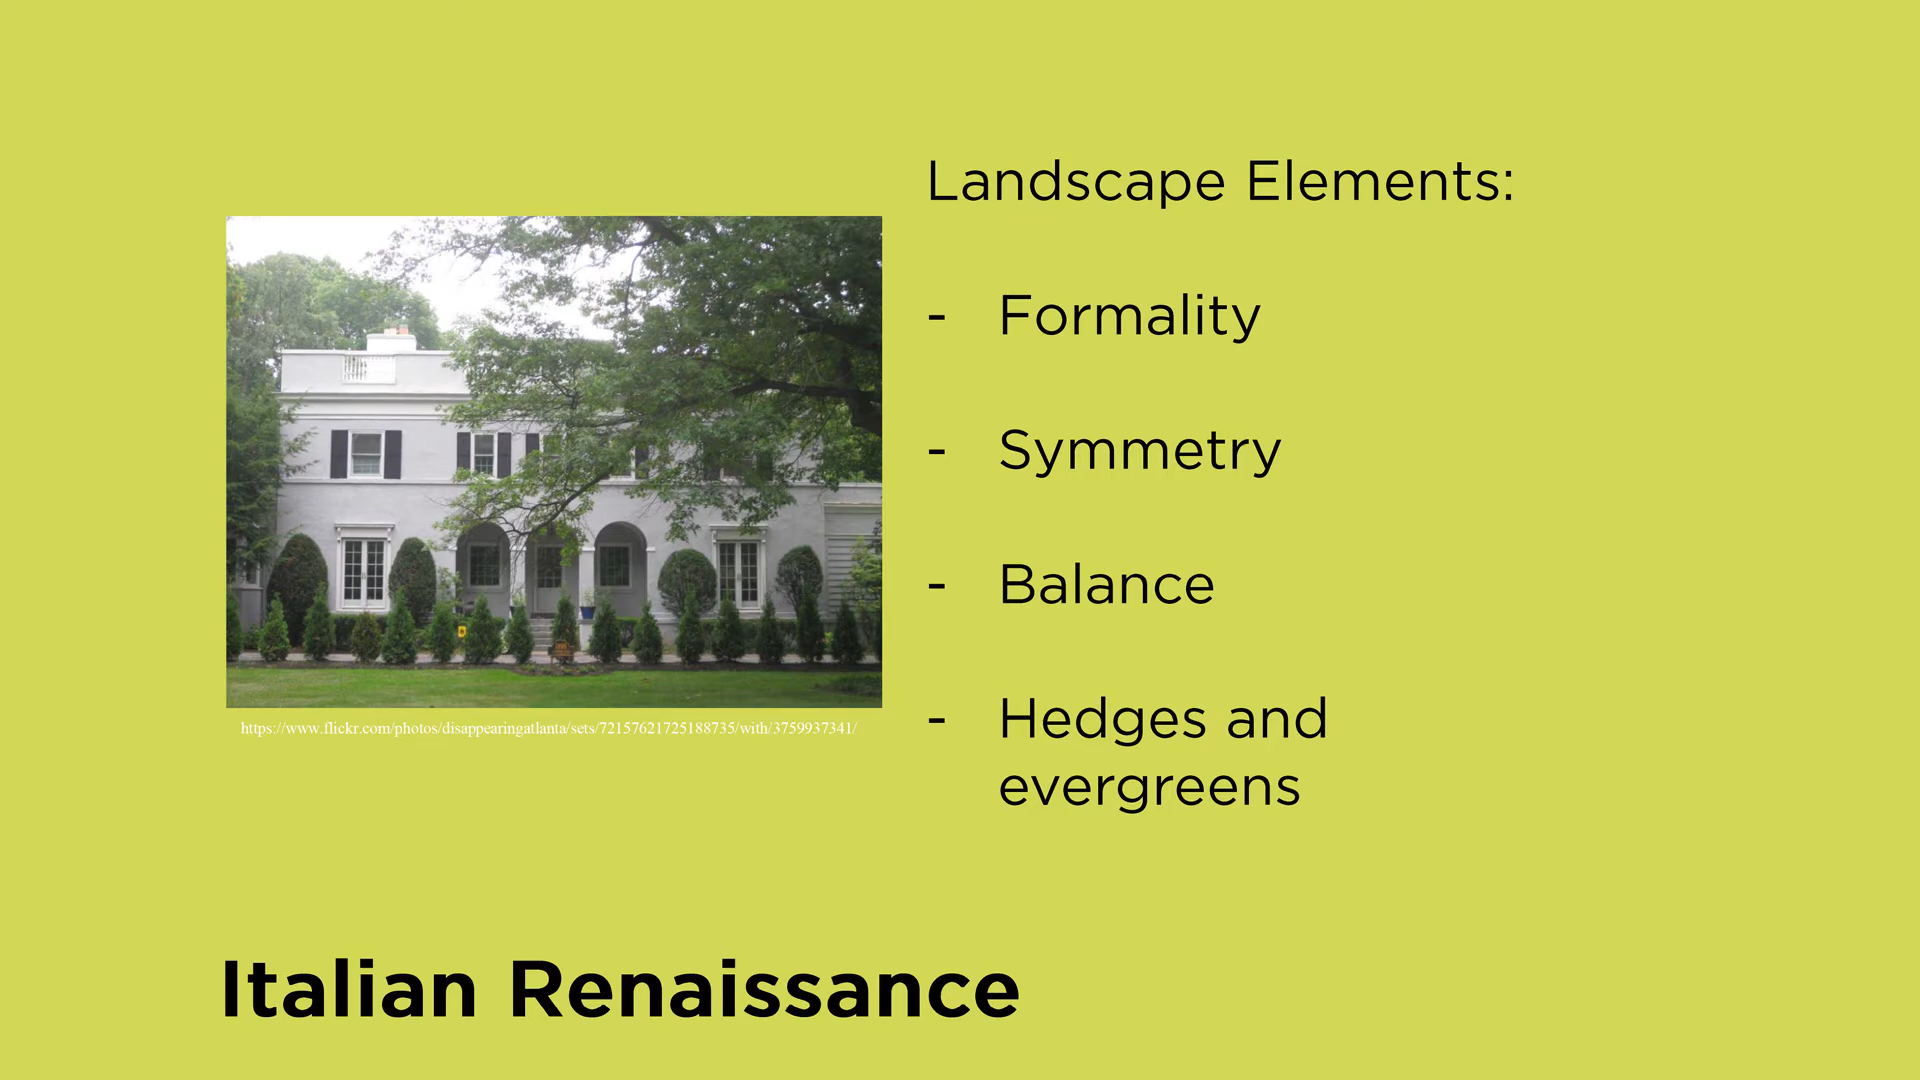 Landscape Elements:
- Formality
- Symmetry
- Balance
- Hedges and
evergreens
https://www.flickr.com/photos/disappearingatlanta/sets/72157621725188735/with/3759937341/
Italian Renaissance